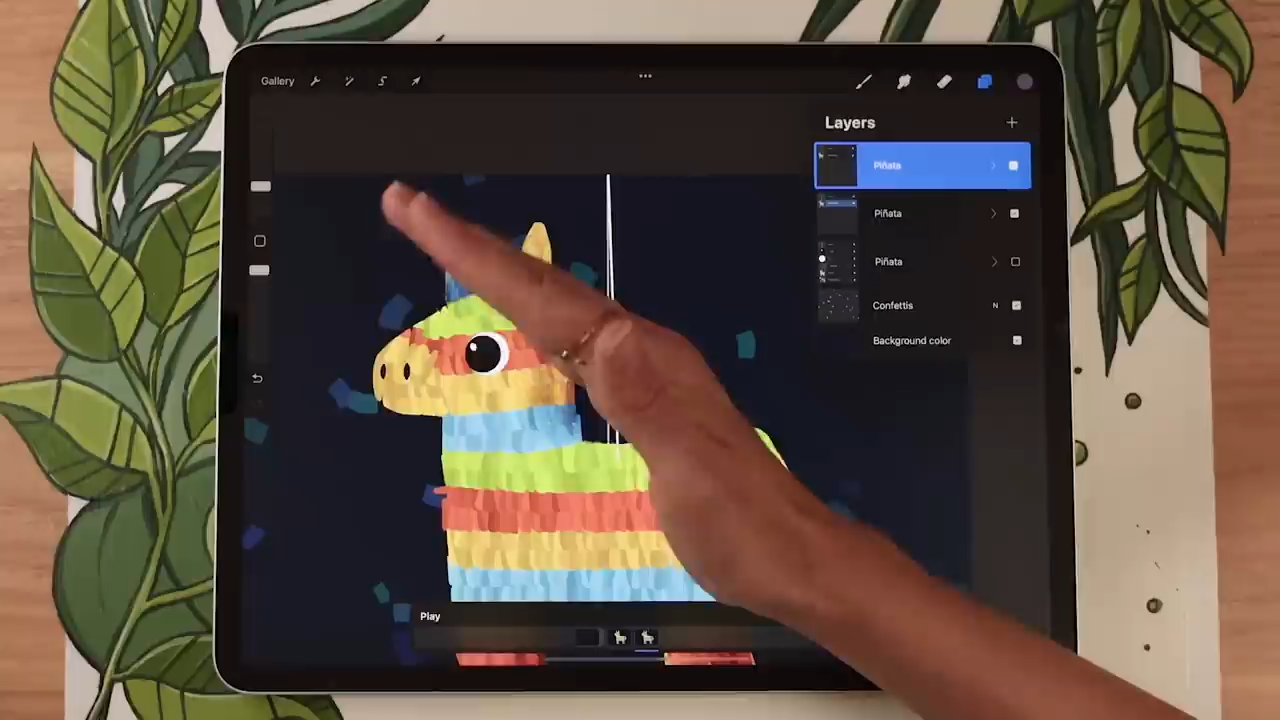 Gallery
Layers
Piñata
Piñata
Piñata
Confettis N
Background color
Play